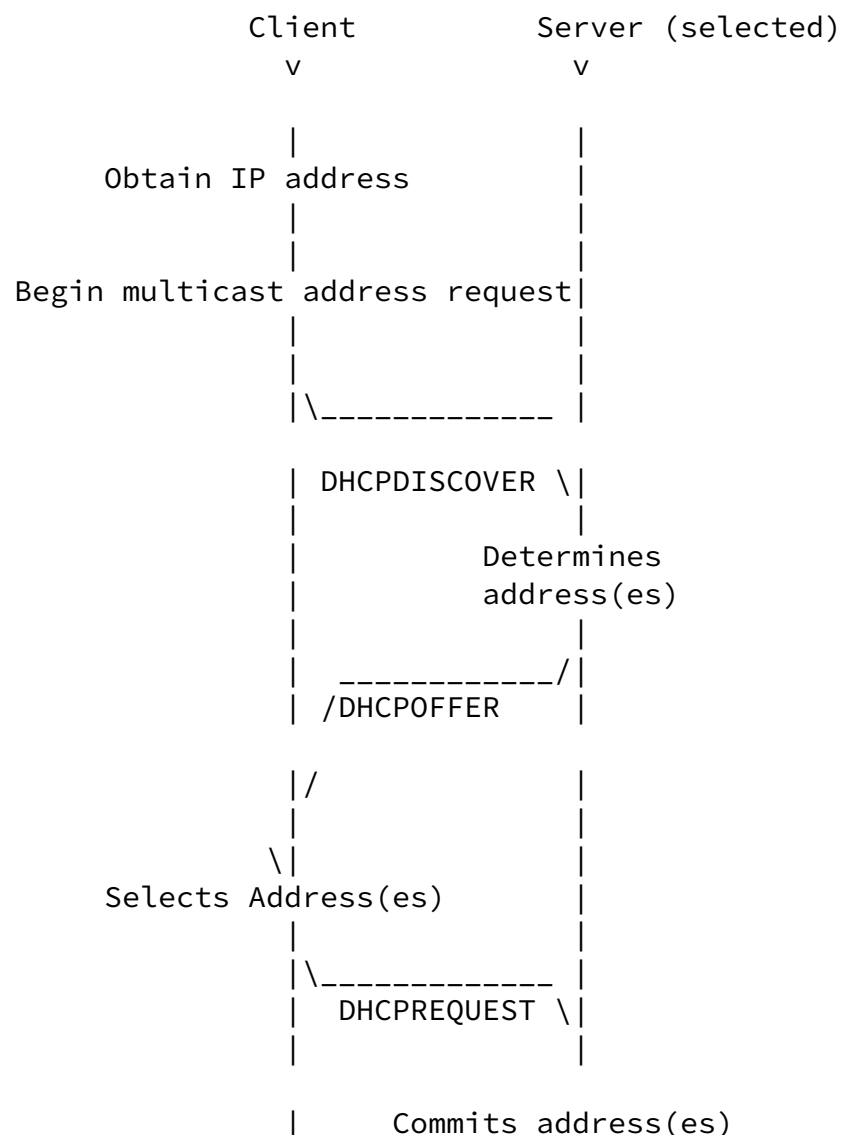 Client Server (selected)
v v
Obtain IP address
Begin multicast address request
DHCPDISCOVER
Determines
address(es)
DHCPOFFER
Selects Address(es)
DHCPREQUEST
Commits address(es)